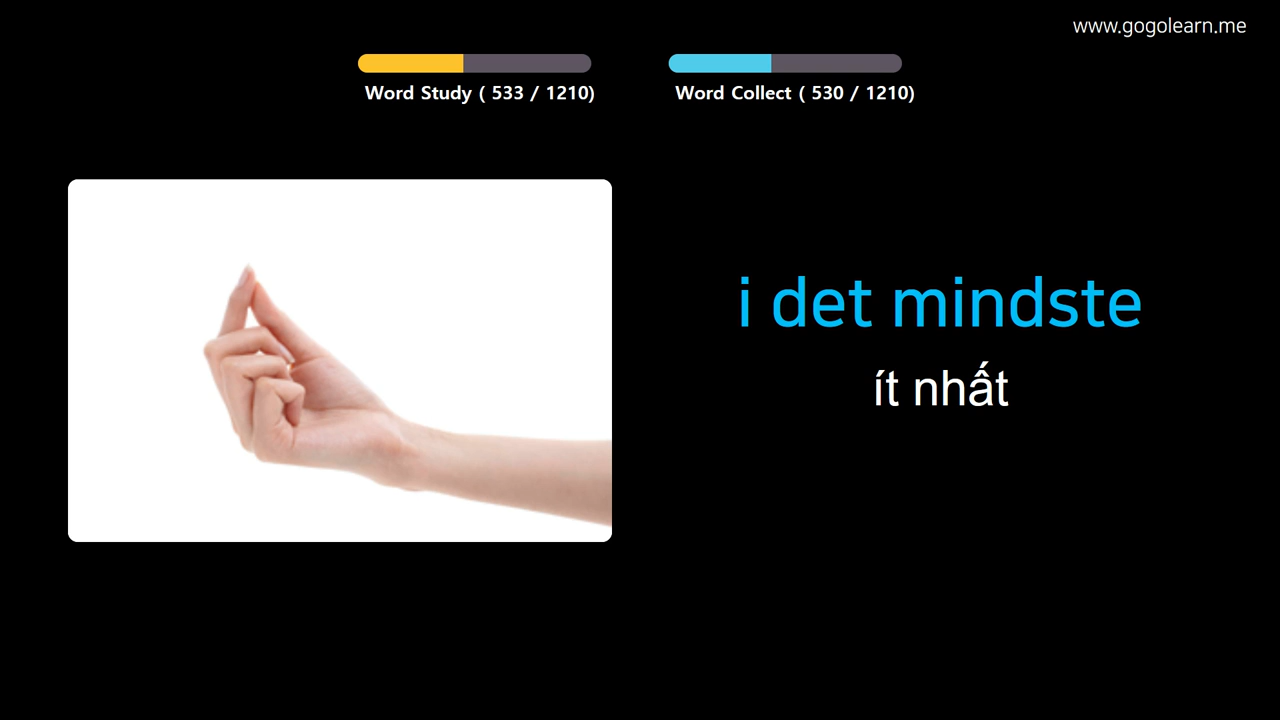 www.gogolearn.me
Word Study ( 533 / 1210)
Word Collect ( 530 / 1210)
i det mindste
ít nhất